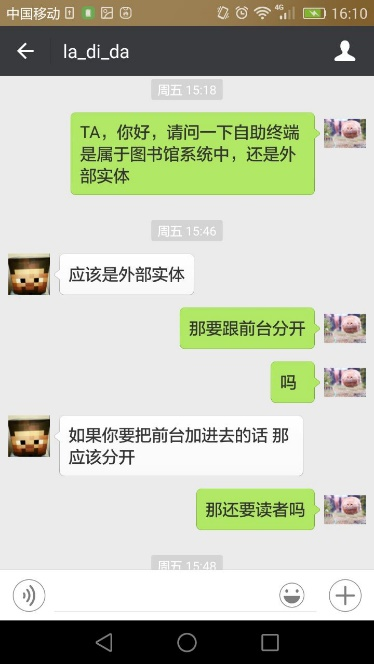 中国移动 4G 16:10
la_di_da
周五 15:18
TA，你好，请问一下自助终端
是属于图书馆系统中，还是外
部实体
周五 15:46
应该是外部实体
那要跟前台分开
吗
如果你要把前台加进去的话 那
应该分开
那还要读者吗
周五 15:48